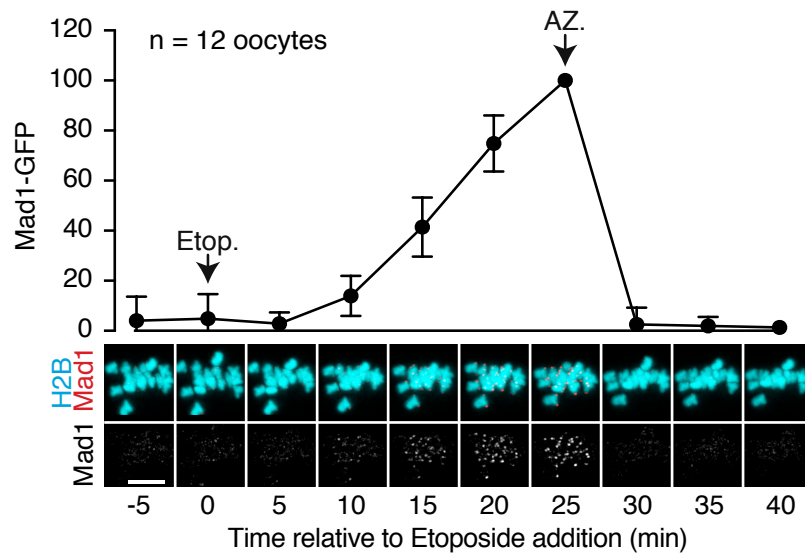 120
100
80
60
40
20
0
Mad1-GFP
n = 12 oocytes
Etop.
AZ.
H2B
Mad1
Mad1
-5 0 5 10 15 20 25 30 35 40
Time relative to Etoposide addition (min)